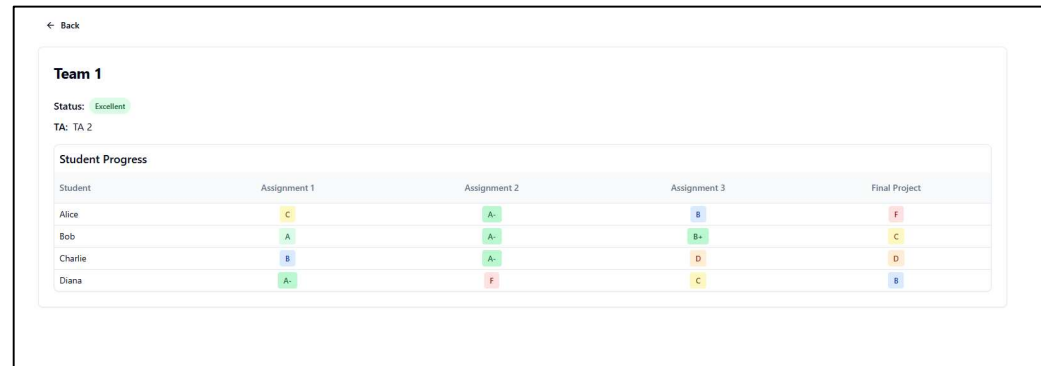 ← Back
Team 1
Status: Excellent
TA: TA 2
Student Progress
Student Assignment 1 Assignment 2 Assignment 3 Final Project
Alice C A- B F
Bob A A- B+ C
Charlie B A- D D
Diana A- F C B